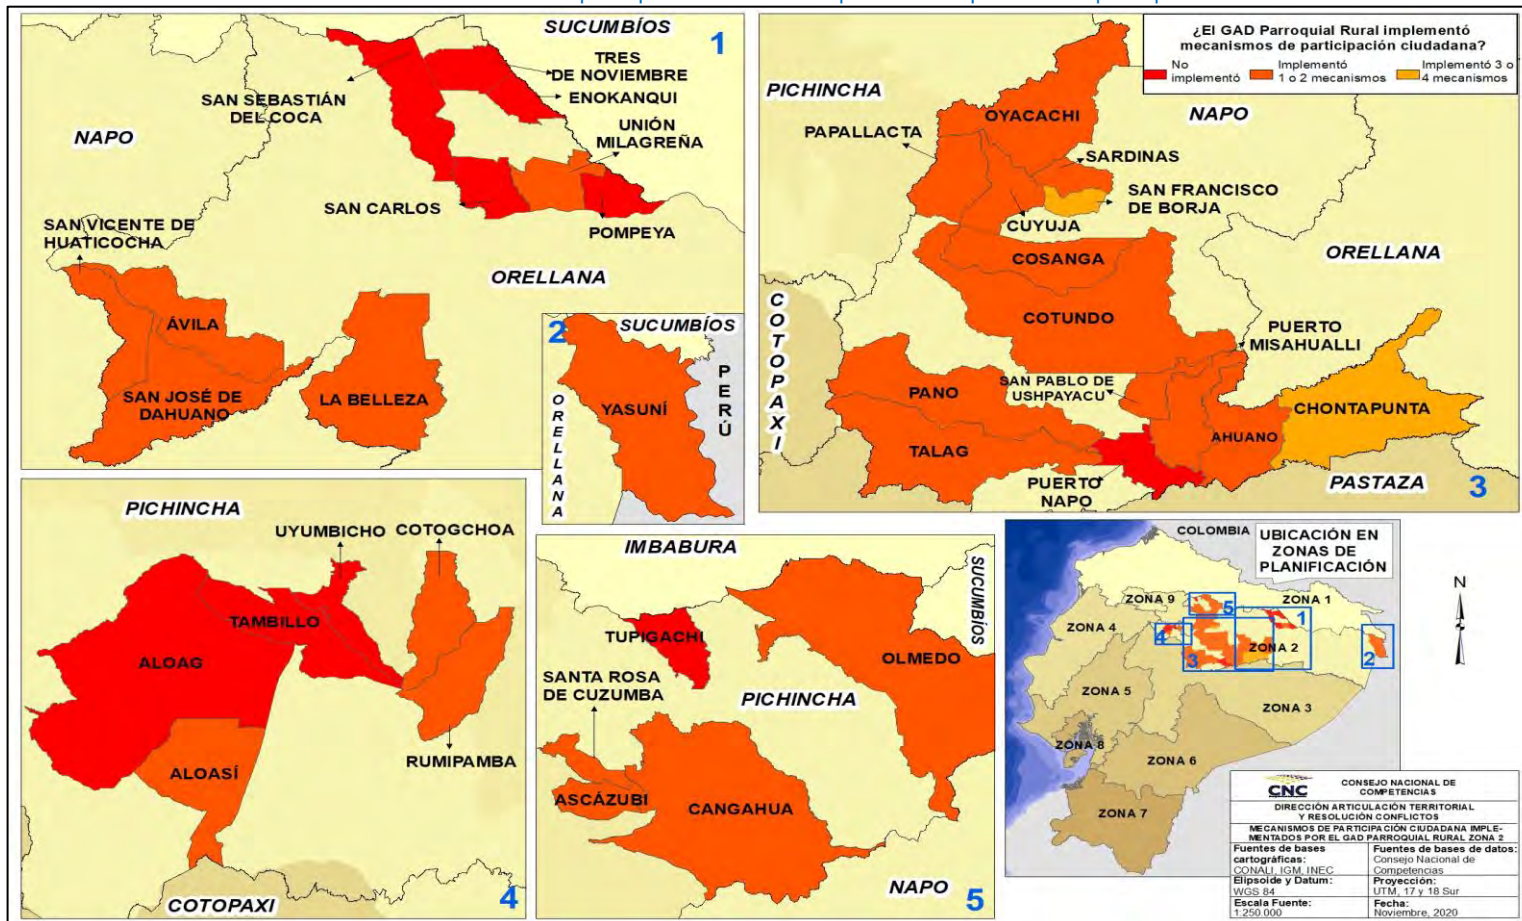 SUCUMBÍOS
1
TRES
DE NOVIEMBRE
ENOKANQUI
SAN SEBASTIÁN
DEL COCA
UNIÓN
MILAGREÑA
NAPO
SAN CARLOS
POMPEYA
SAN VICENTE DE
HUATICOCHA
ORELLANA
ÁVILA
SAN JOSÉ DE
DAHUANO
LA BELLEZA
2
SUCUMBÍOS
PERÚ
ORELLANA
YASUNÍ
¿El GAD Parroquial Rural implementó
mecanismos de participación ciudadana?
No
implementó
Implementó
1 o 2 mecanismos
Implementó 3 o
4 mecanismos
PICHINCHA
OYACACHI
NAPO
PAPALLACTA
SARDINAS
SAN FRANCISCO
DE BORJA
CUYUJA
COSANGA
ORELLANA
COTOPAXI
COTUNDO
PUERTO
MISAHUALLI
SAN PABLO DE
USHPAYACU
PANO
CHONTAPUNTA
TALAG
AHUANO
PUERTO
NAPO
PASTAZA
3
PICHINCHA
UYUMBICHO
COTOGCHOA
TAMBILLO
ALOAG
ALOASÍ
RUMIPAMBA
COTOPAXI
4
IMBABURA
SUCUMBÍOS
TUPIGACHI
OLMEDO
SANTA ROSA
DE CUZUMBA
PICHINCHA
ASCÁZUBI
CANGAHUA
NAPO
5
COLOMBIA
UBICACIÓN EN
ZONAS DE
PLANIFICACIÓN
ZONA 9
ZONA 1
5
1
ZONA 4
4
ZONA 2
2
3
ZONA 5
ZONA 3
ZONA 8
ZONA 6
ZONA 7
N
CNC
CONSEJO NACIONAL DE
COMPETENCIAS
DIRECCIÓN ARTICULACIÓN TERRITORIAL
Y RESOLUCIÓN CONFLICTOS
MECANISMOS DE PARTICIPACIÓN CIUDADANA IMPLE-
MENTADOS POR EL GAD PARROQUIAL RURAL ZONA 2
Fuentes de bases
cartográficas:
CONALI, IGM, INEC
Fuentes de bases de datos:
Consejo Nacional de
Competencias
Elipsoide y Datum:
WGS 84
Proyección:
UTM, 17 y 18 Sur
Escala Fuente:
1:250.000
Fecha:
Noviembre, 2020